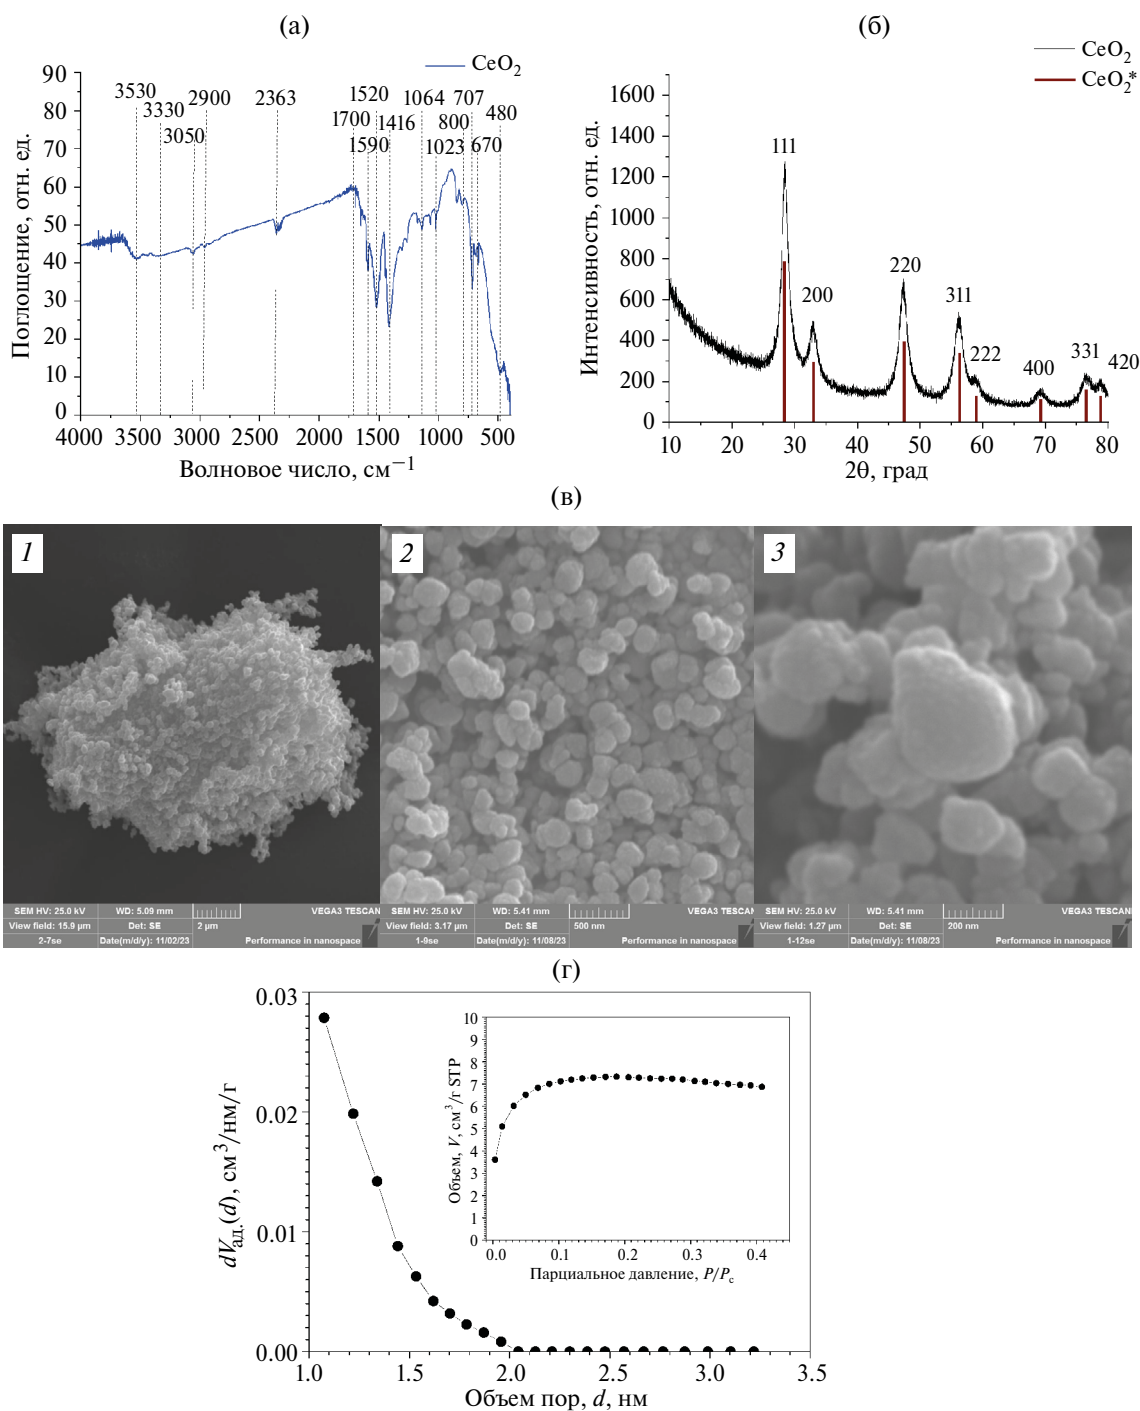 (а)
CeO2
90
80
70
60
50
40
30
20
10
0
3530
3330
3050
2900
2363
1520
1700
1590
1416
1064
1023
707
800
670
480
Поглощение, отн. ед.
4000 3500 3000 2500 2000 1500 1000 500
Волновое число, см−1
(б)
CeO2
CeO2*
1600
1400
1200
1000
800
600
400
200
0
111
200
220
311
222
400
331
420
Интенсивность, отн. ед.
10 20 30 40 50 60 70 80
2θ, град
(в)
1
SEM HV: 25.0 kV WD: 5.09 mm VEGA3 TESCAN
View field: 15.9 µm Det: SE 2 µm
2-7se Date(m/d/y): 11/02/23 Performance in nanospace
2
SEM HV: 25.0 kV WD: 5.41 mm VEGA3 TESCAN
View field: 3.17 µm Det: SE 500 nm
1-9se Date(m/d/y): 11/08/23 Performance in nanospace
3
SEM HV: 25.0 kV WD: 5.41 mm VEGA3 TESCAN
View field: 1.27 µm Det: SE 200 nm
1-12se Date(m/d/y): 11/08/23 Performance in nanospace
(г)
0.03
0.02
0.01
0.00
dVад.(d), см3/нм/г
1.0 1.5 2.0 2.5 3.0 3.5
Объем пор, d, нм
10
9
8
7
6
5
4
3
2
1
0
Объем, V, см3/г STP
0.0 0.1 0.2 0.3 0.4
Парциальное давление, P/Pс